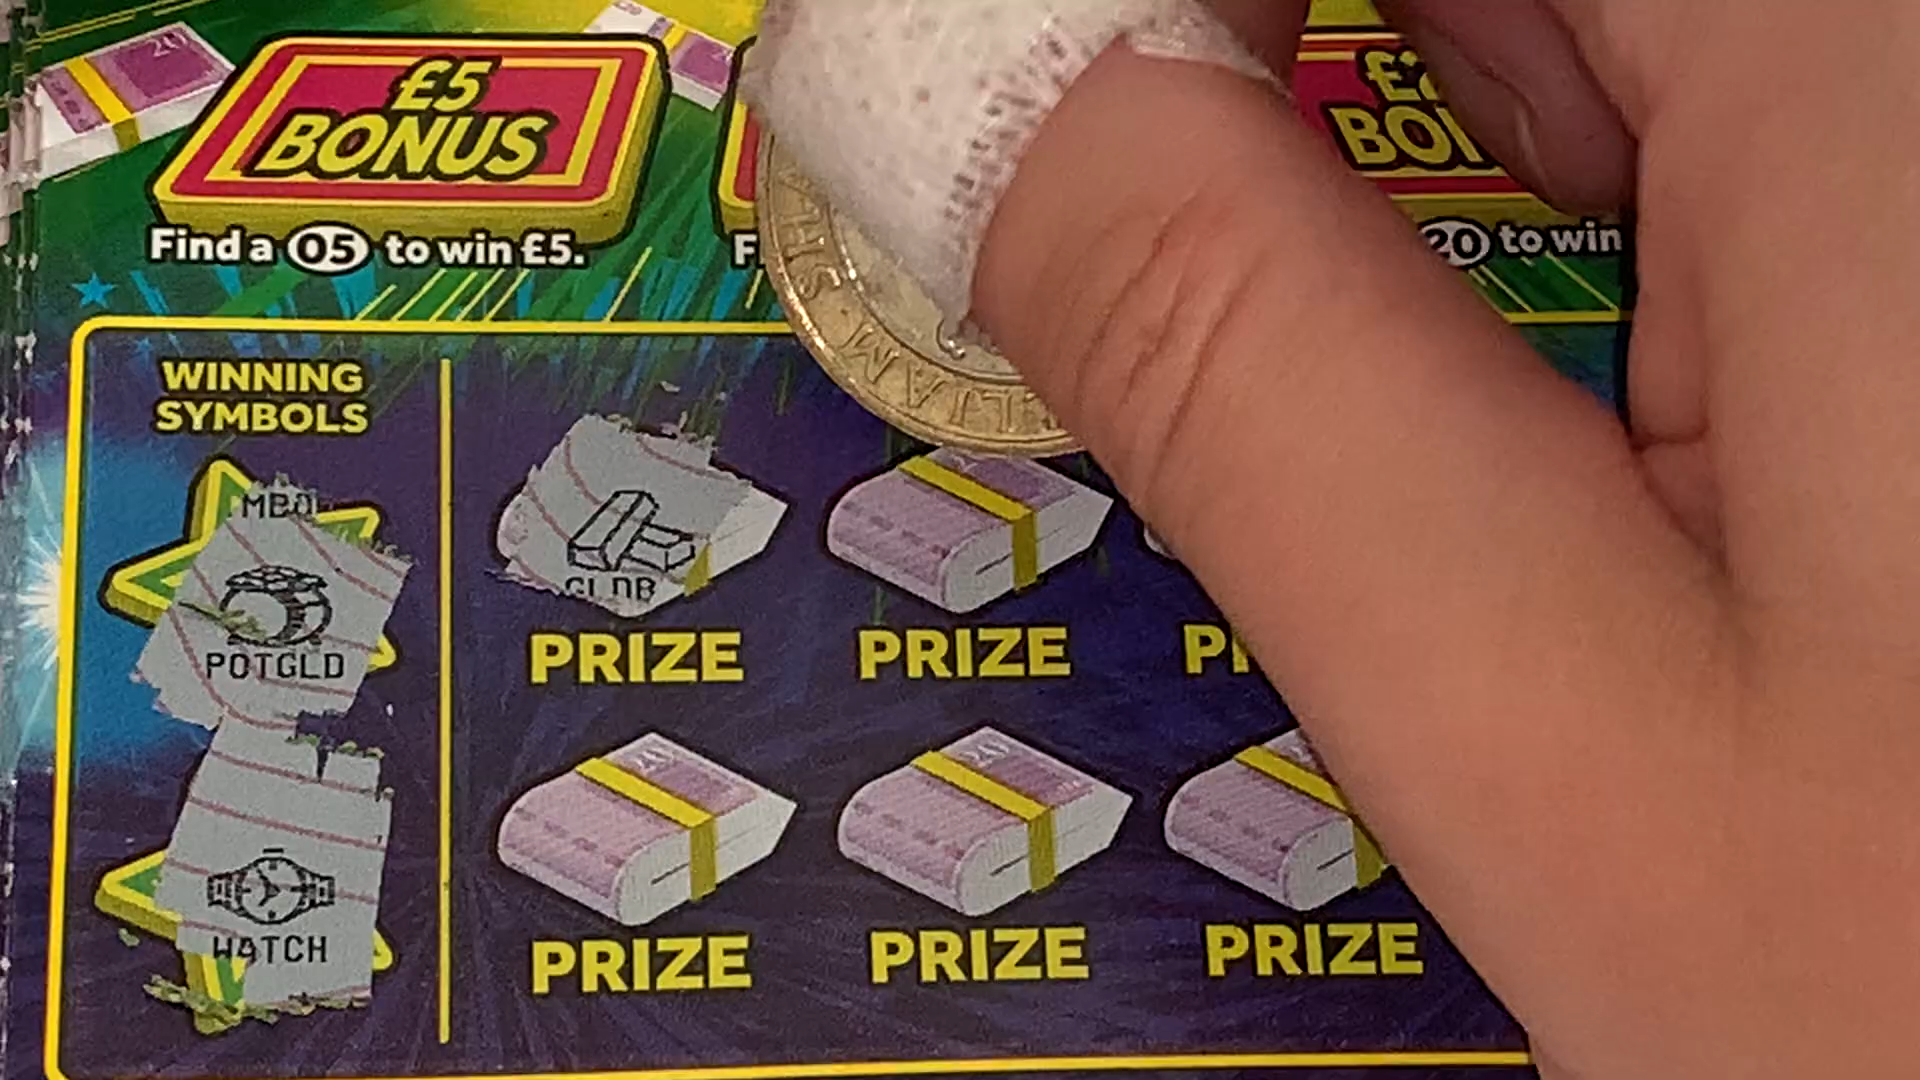 £5
BONUS
Find a 05 to win £5.
20 to win
WINNING
SYMBOLS
POTGLD
WATCH
PRIZE
PRIZE
PRIZE
PRIZE
PRIZE